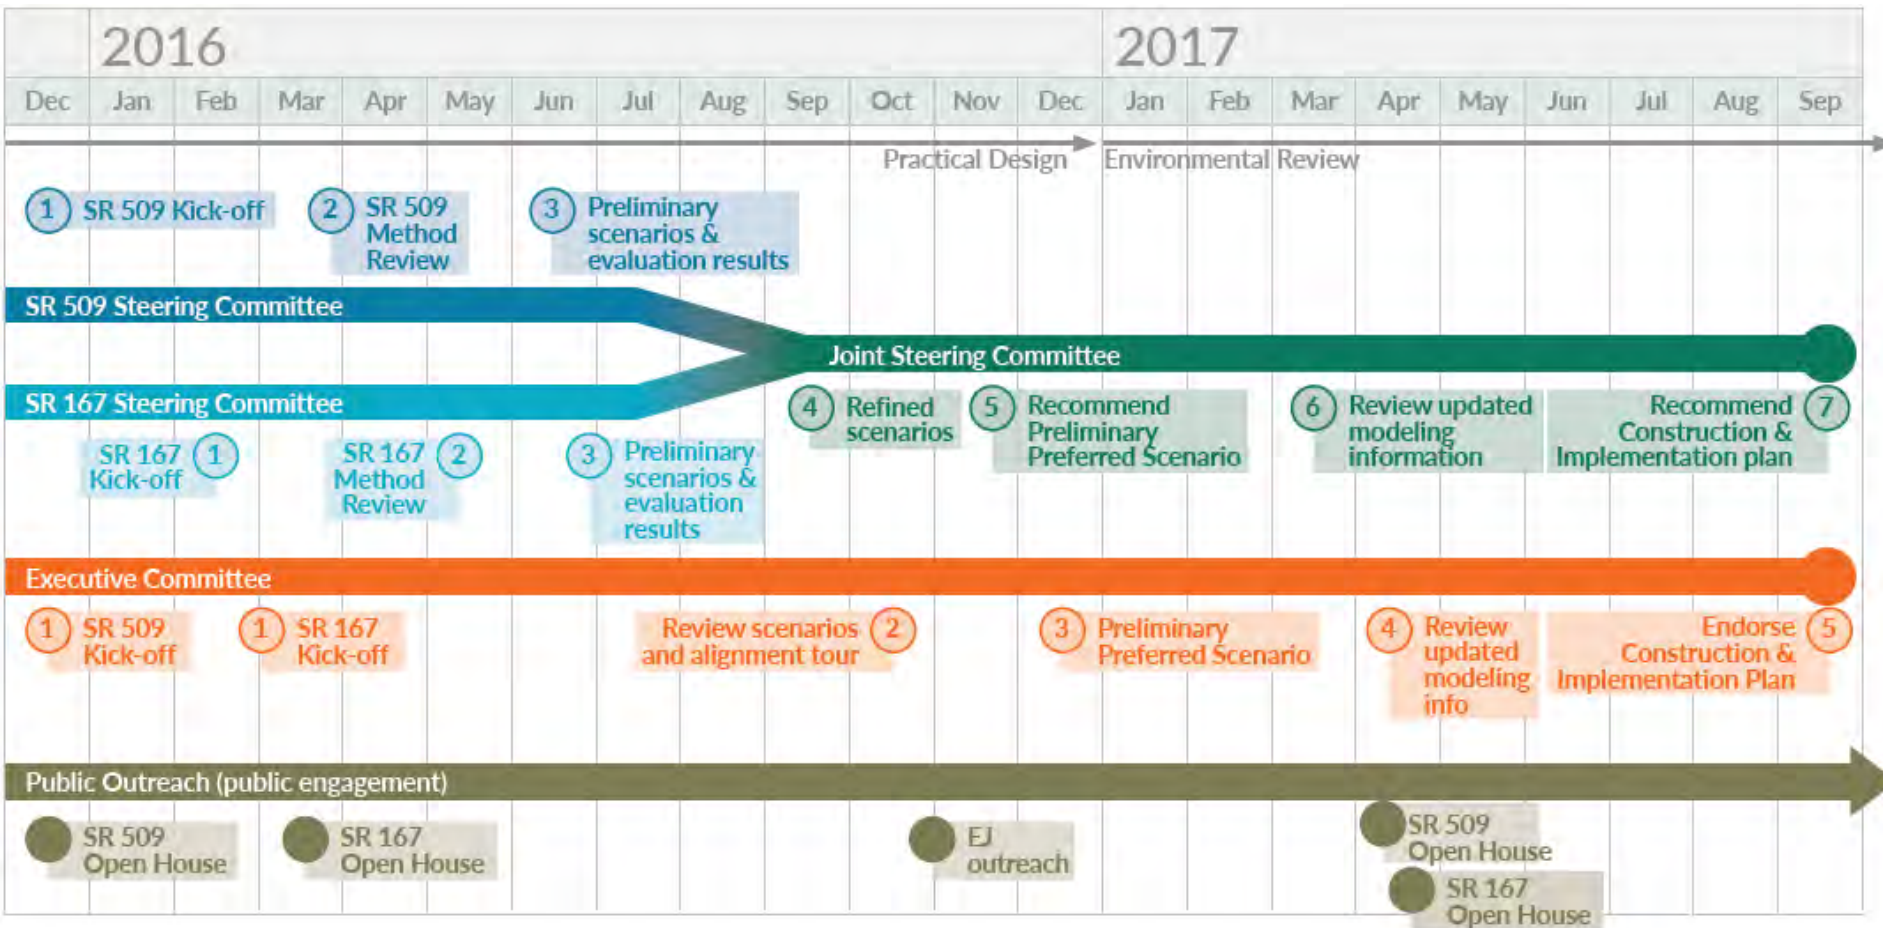 2016
2017
Dec Jan Feb Mar Apr May Jun Jul Aug Sep Oct Nov Dec Jan Feb Mar Apr May Jun Jul Aug Sep
Practical Design
Environmental Review
1 SR 509 Kick-off
2 SR 509
Method
Review
3 Preliminary
scenarios &
evaluation results
SR 509 Steering Committee
Joint Steering Committee
SR 167 Steering Committee
SR 167
Kick-off
1
SR 167
Method
Review
2
3 Preliminary
scenarios &
evaluation
results
4 Refined
scenarios
5 Recommend
Preliminary
Preferred Scenario
6 Review updated
modeling
information
Recommend
Construction &
Implementation plan
7
Executive Committee
1 SR 509
Kick-off
1 SR 167
Kick-off
Review scenarios
and alignment tour
2
3 Preliminary
Preferred Scenario
4 Review
updated
modeling
info
Endorse
Construction &
Implementation Plan
5
Public Outreach (public engagement)
SR 509
Open House
SR 167
Open House
EJ
outreach
SR 509
Open House
SR 167
Open House